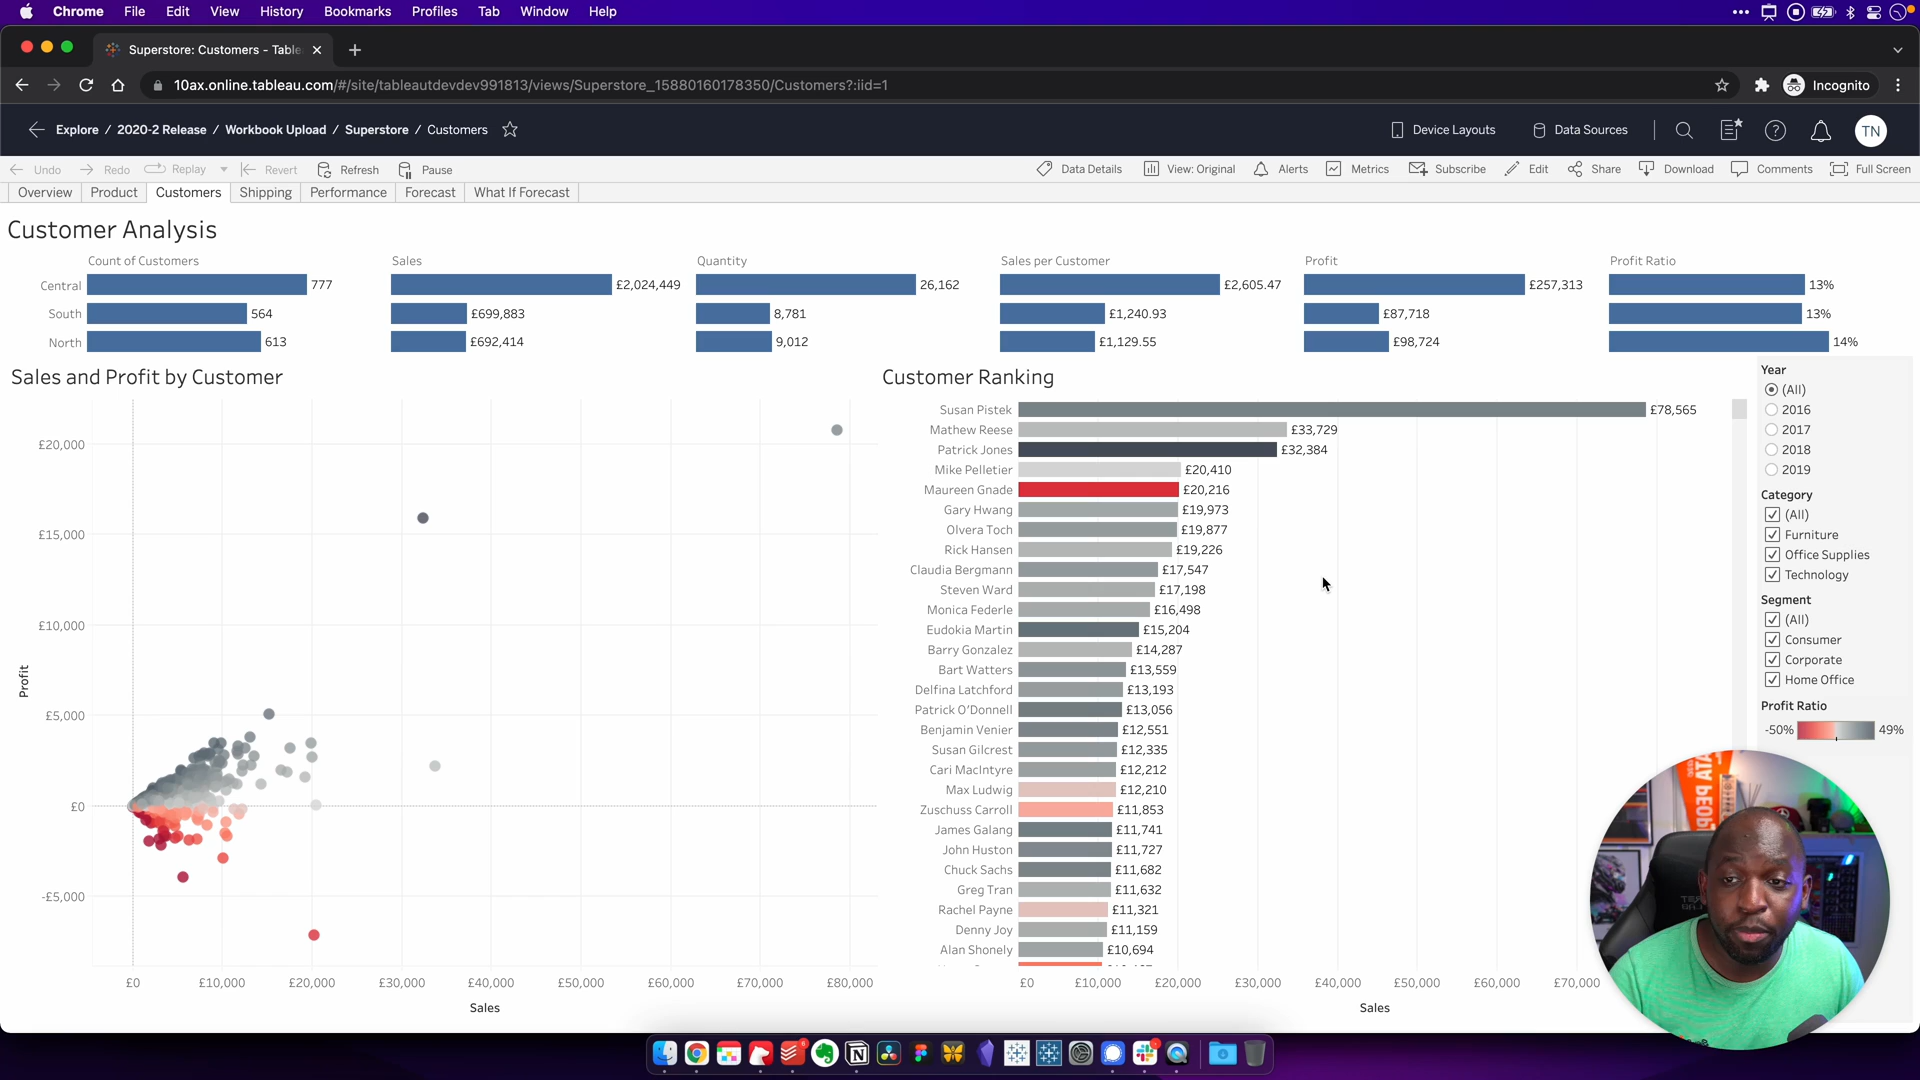 Chrome File Edit View History Bookmarks Profiles Tab Window Help
Superstore: Customers - Table
10ax.online.tableau.com/#/site/tableautdevdev991813/views/Superstore_15880160178350/Customers?:iid=1
Incognito
Explore / 2020-2 Release / Workbook Upload / Superstore / Customers
Device Layouts Data Sources TN
Undo Redo Replay Revert Refresh Pause
Data Details View: Original Alerts Metrics Subscribe Edit Share Download Comments Full Screen
Overview Product Customers Shipping Performance Forecast What If Forecast
Customer Analysis
Count of Customers Sales Quantity Sales per Customer Profit Profit Ratio
Central 777 £2,024,449 26,162 £2,605.47 £257,313 13%
South 564 £699,883 8,781 £1,240.93 £87,718 13%
North 613 £692,414 9,012 £1,129.55 £98,724 14%
Sales and Profit by Customer
£20,000
£15,000
£10,000
£5,000
£0
-£5,000
Profit
£0 £10,000 £20,000 £30,000 £40,000 £50,000 £60,000 £70,000 £80,000
Sales
Customer Ranking
Susan Pistek £78,565
Mathew Reese £33,729
Patrick Jones £32,384
Mike Pelletier £20,410
Maureen Gnade £20,216
Gary Hwang £19,973
Olvera Toch £19,877
Rick Hansen £19,226
Claudia Bergmann £17,547
Steven Ward £17,198
Monica Federle £16,498
Eudokia Martin £15,204
Barry Gonzalez £14,287
Bart Watters £13,559
Delfina Latchford £13,193
Patrick O'Donnell £13,056
Benjamin Venier £12,551
Susan Gilcrest £12,335
Cari MacIntyre £12,212
Max Ludwig £12,210
Zuschuss Carroll £11,853
James Galang £11,741
John Huston £11,727
Chuck Sachs £11,682
Greg Tran £11,632
Rachel Payne £11,321
Denny Joy £11,159
Alan Shonely £10,694
£0 £10,000 £20,000 £30,000 £40,000 £50,000 £60,000 £70,000
Sales
Year
(All)
2016
2017
2018
2019
Category
(All)
Furniture
Office Supplies
Technology
Segment
(All)
Consumer
Corporate
Home Office
Profit Ratio
-50% 49%